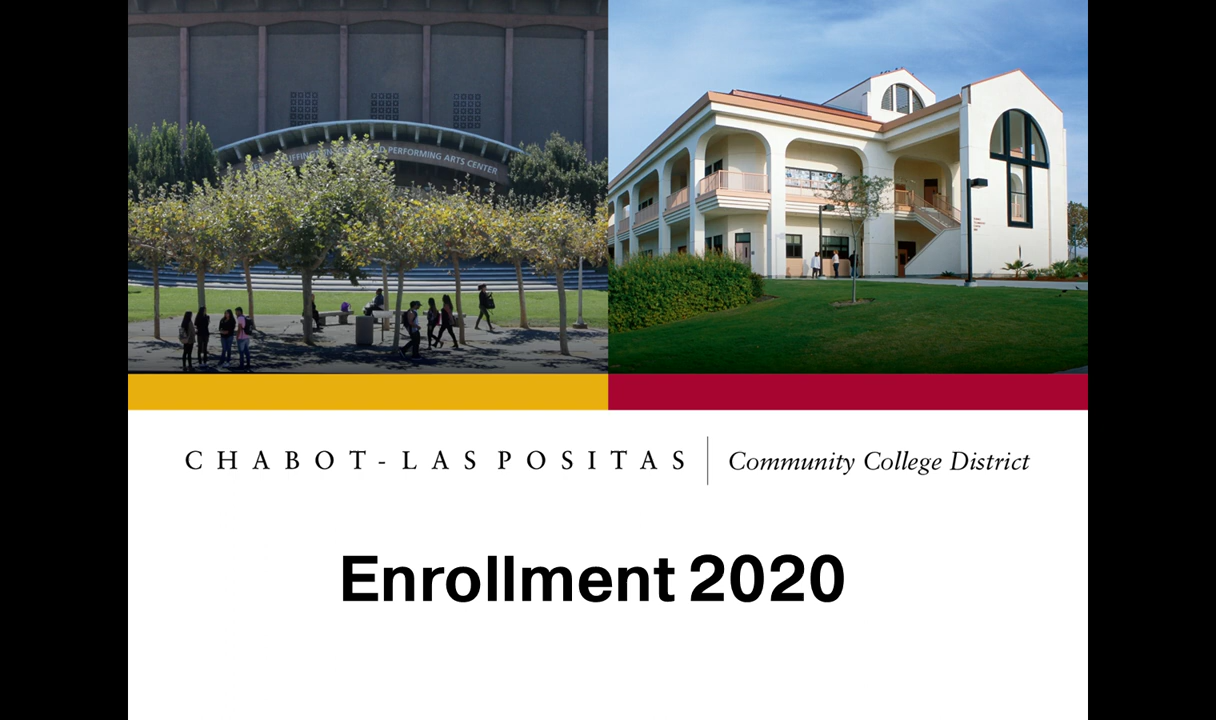 PERFORMING ARTS CENTER
CHABOT-LAS POSITAS | Community College District
Enrollment 2020